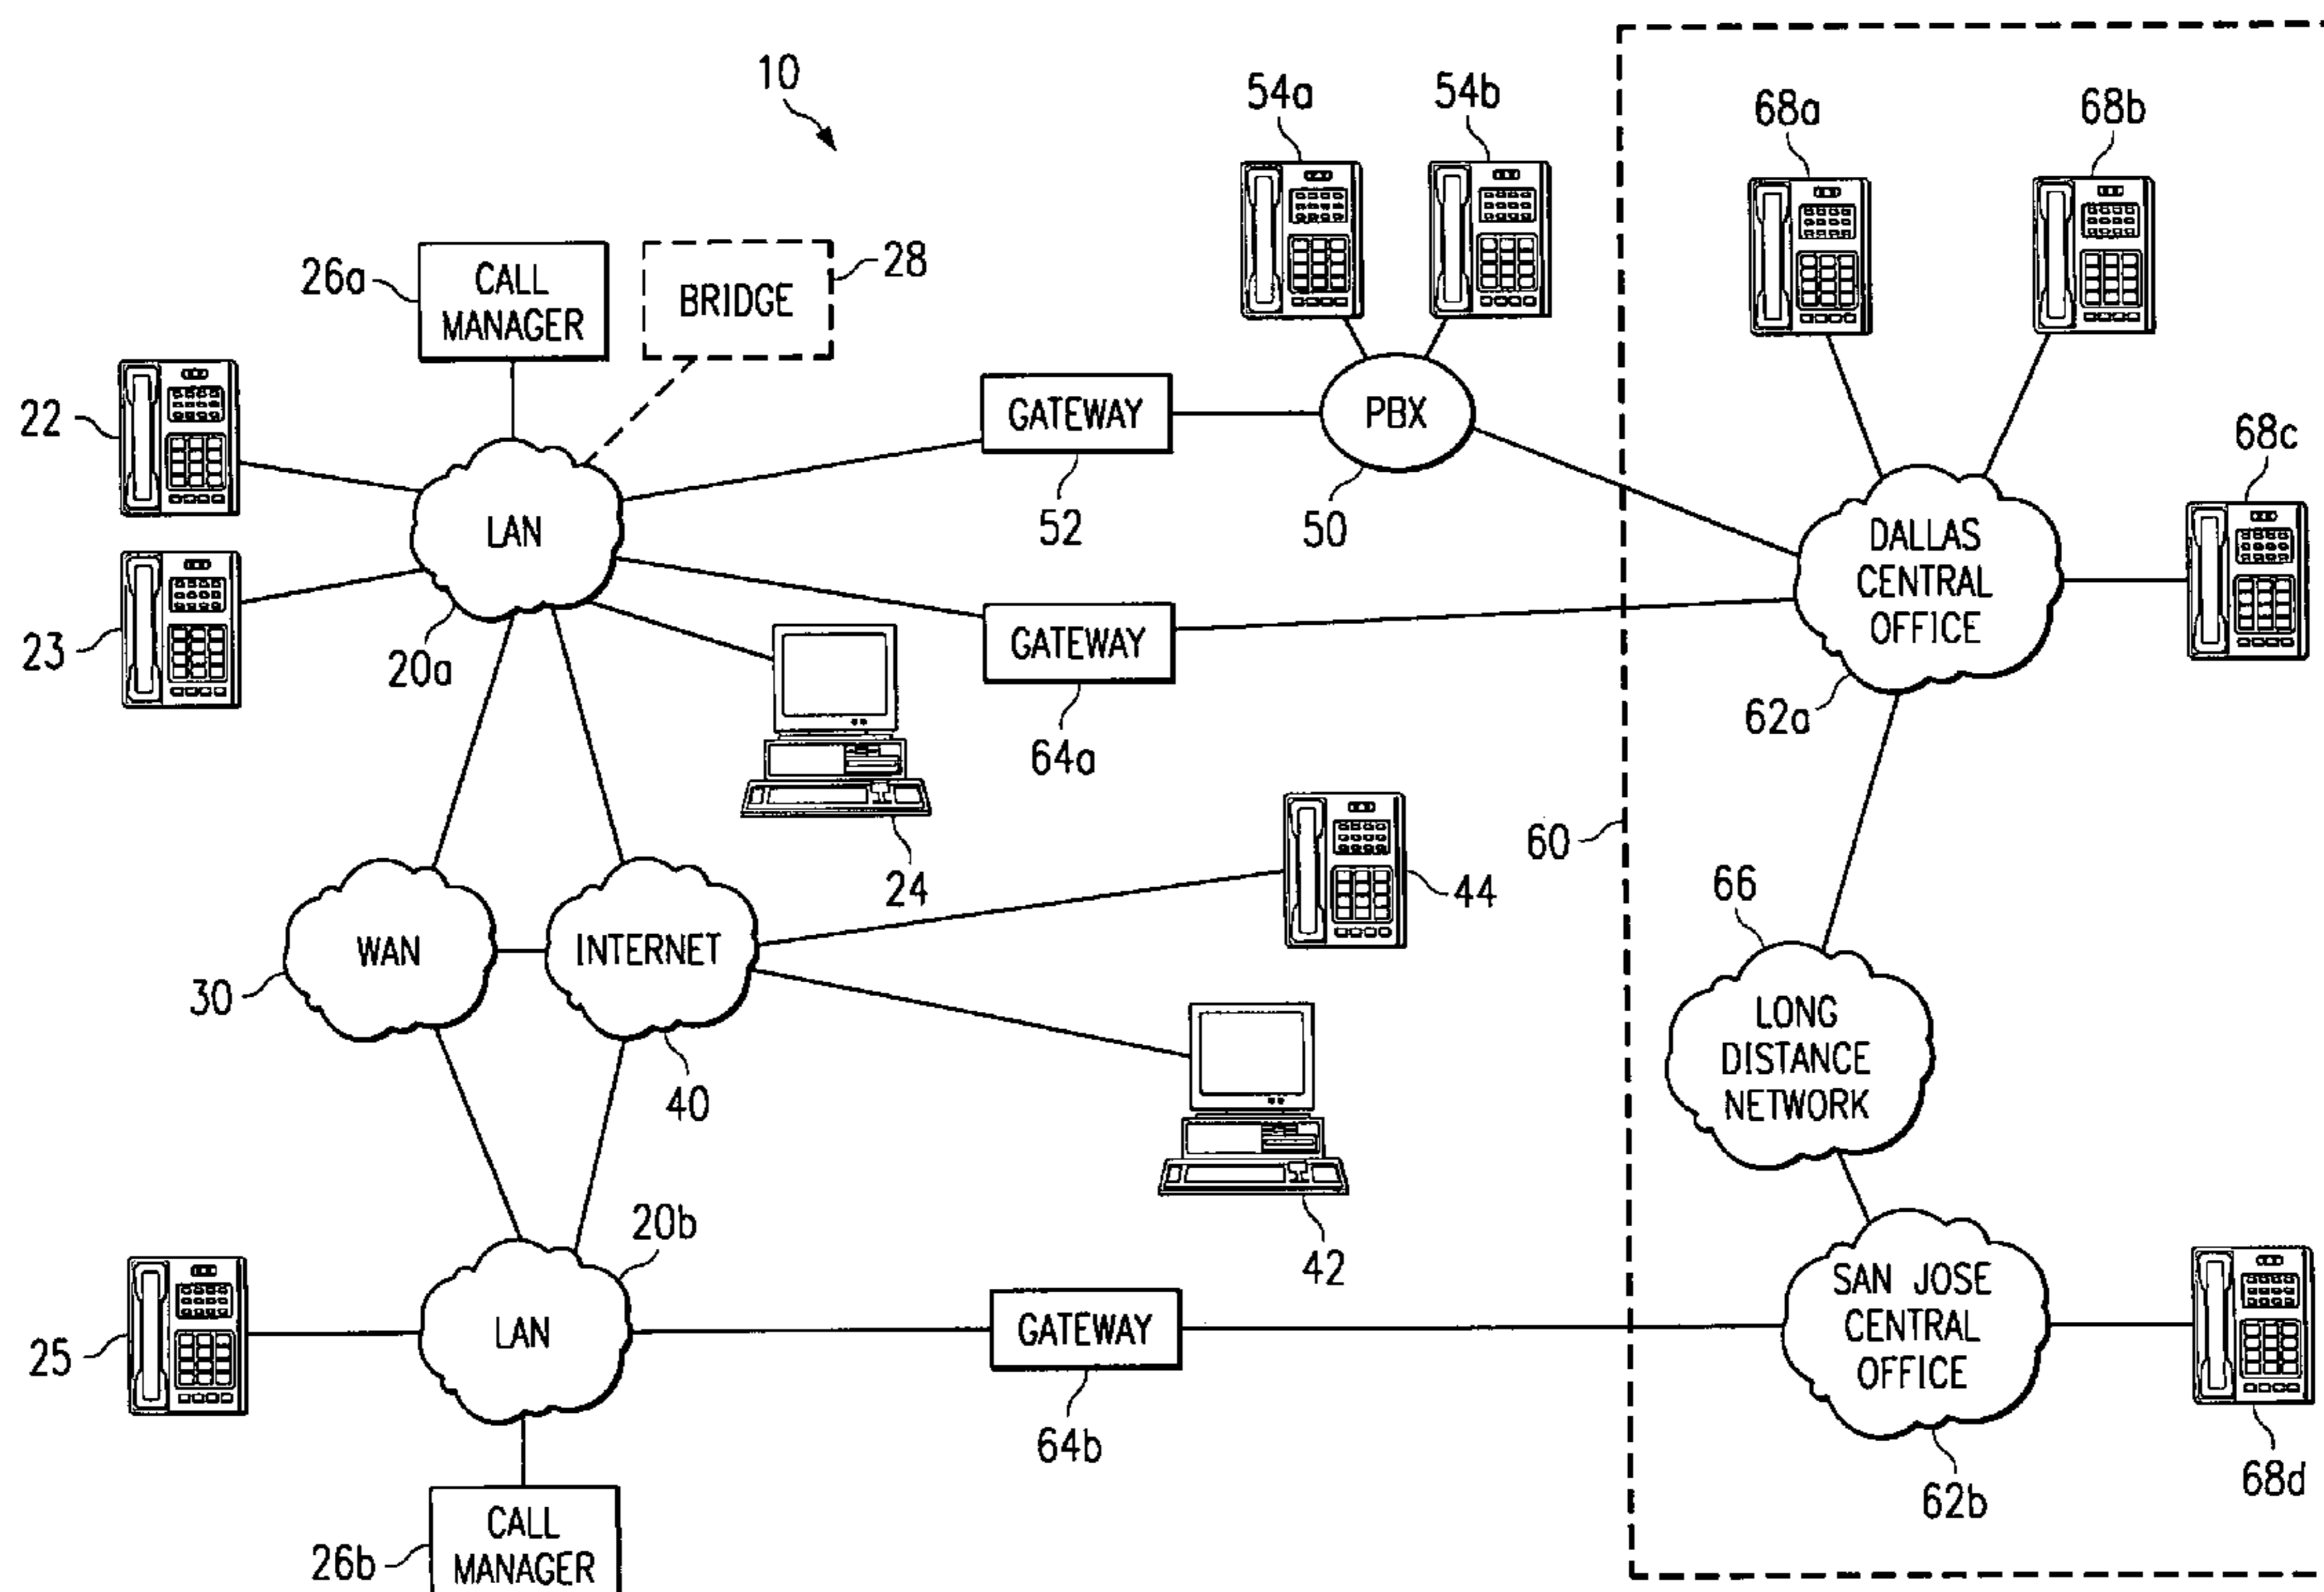 10
54a
54b
68a
68b
26a
CALL
MANAGER
BRIDGE
28
22
GATEWAY
52
PBX
50
68c
LAN
20a
23
GATEWAY
64a
DALLAS
CENTRAL
OFFICE
62a
24
60
44
66
WAN
30
INTERNET
40
LONG
DISTANCE
NETWORK
42
20b
25
LAN
GATEWAY
64b
SAN JOSE
CENTRAL
OFFICE
62b
68d
26b
CALL
MANAGER